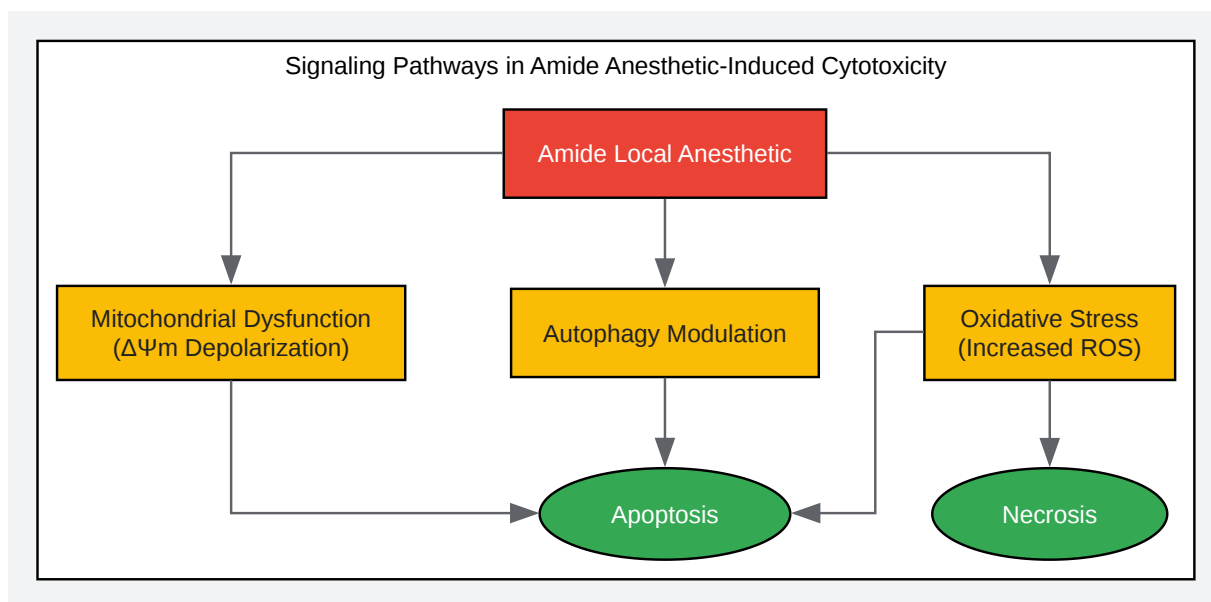 Signaling Pathways in Amide Anesthetic-Induced Cytotoxicity
Amide Local Anesthetic
Mitochondrial Dysfunction
(ΔΨm Depolarization)
Autophagy Modulation
Oxidative Stress
(Increased ROS)
Apoptosis
Necrosis